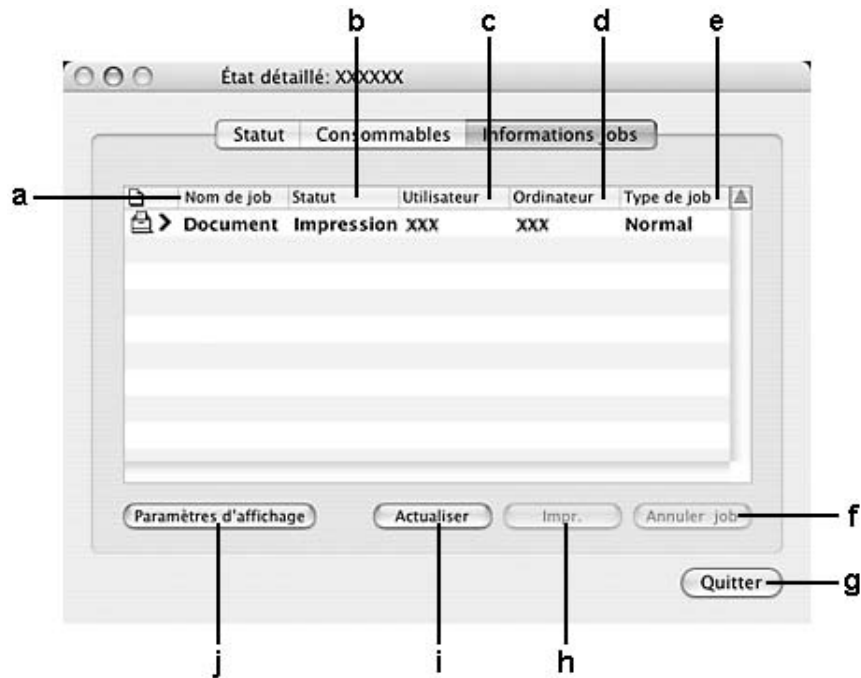 b c d e
État détaillé: XXXXXX
Statut Consommables Informations jobs
a
Nom de job Statut Utilisateur Ordinateur Type de job
Document Impression XXX XXX Normal
Paramètres d'affichage Actualiser Impr. Annuler job
f
Quitter
g
j i h